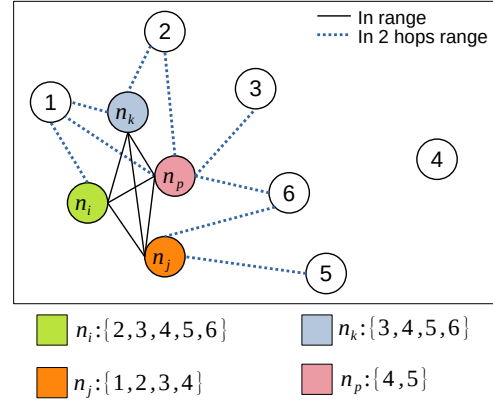 In range
In 2 hops range
2
3
1
n_k
4
n_p
6
n_i
n_j
5
n_i:{2,3,4,5,6}
n_k:{3,4,5,6}
n_j:{1,2,3,4}
n_p:{4,5}